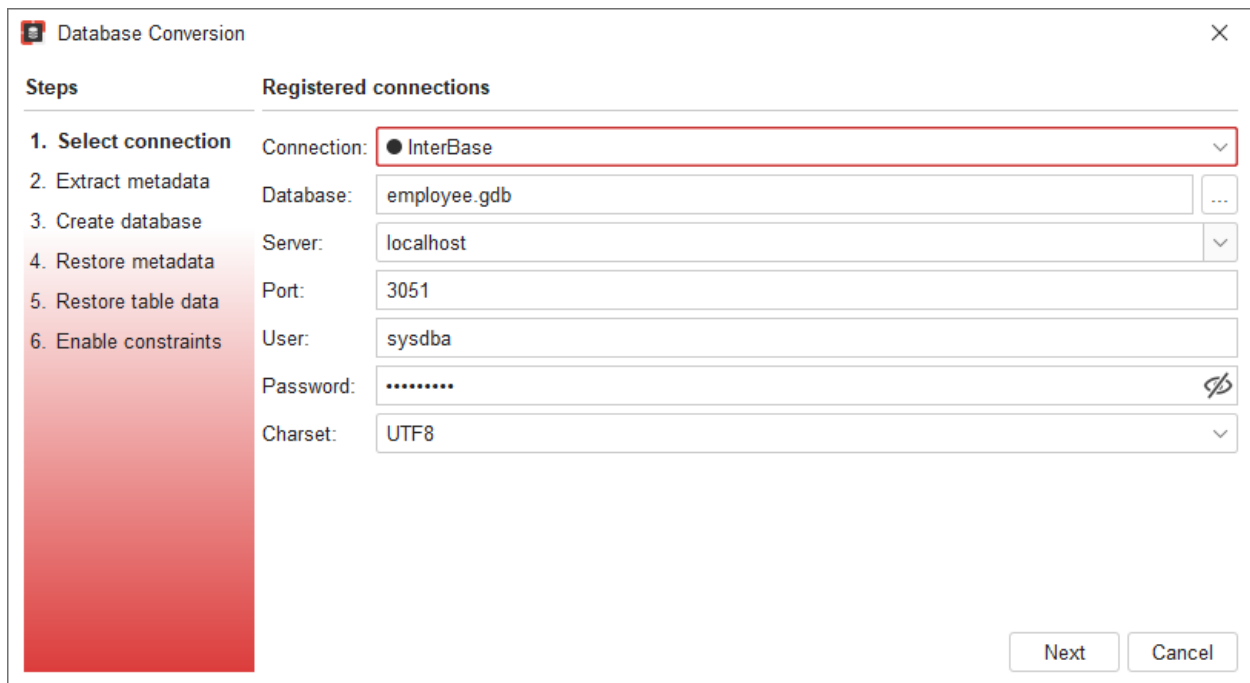 Database Conversion
Steps
1. Select connection
2. Extract metadata
3. Create database
4. Restore metadata
5. Restore table data
6. Enable constraints
Registered connections
Connection: InterBase
Database: employee.gdb ...
Server: localhost
Port: 3051
User: sysdba
Password: •••••••••
Charset: UTF8
Next Cancel